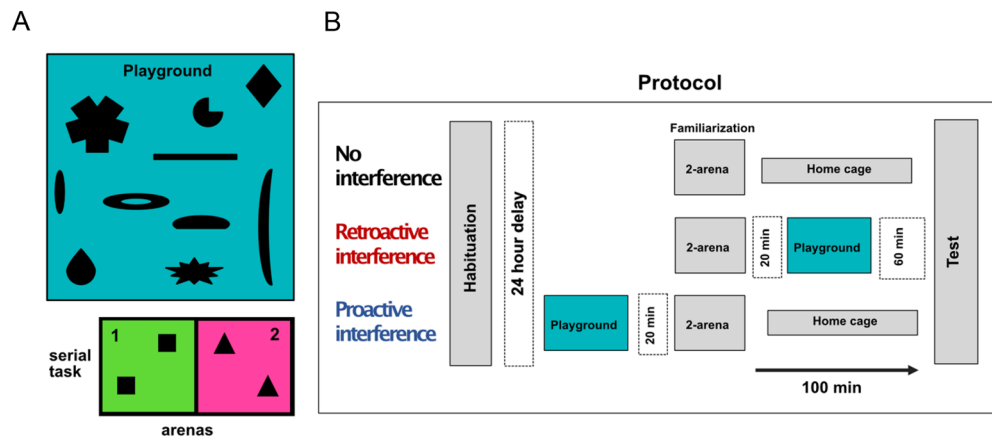 A
Playground
1
2
serial
task
arenas
B
Protocol
No
interference
Retroactive
interference
Proactive
interference
Habituation
24 hour delay
Familiarization
2-arena
Home cage
2-arena
20 min
Playground
60 min
Playground
20 min
2-arena
Home cage
100 min
Test